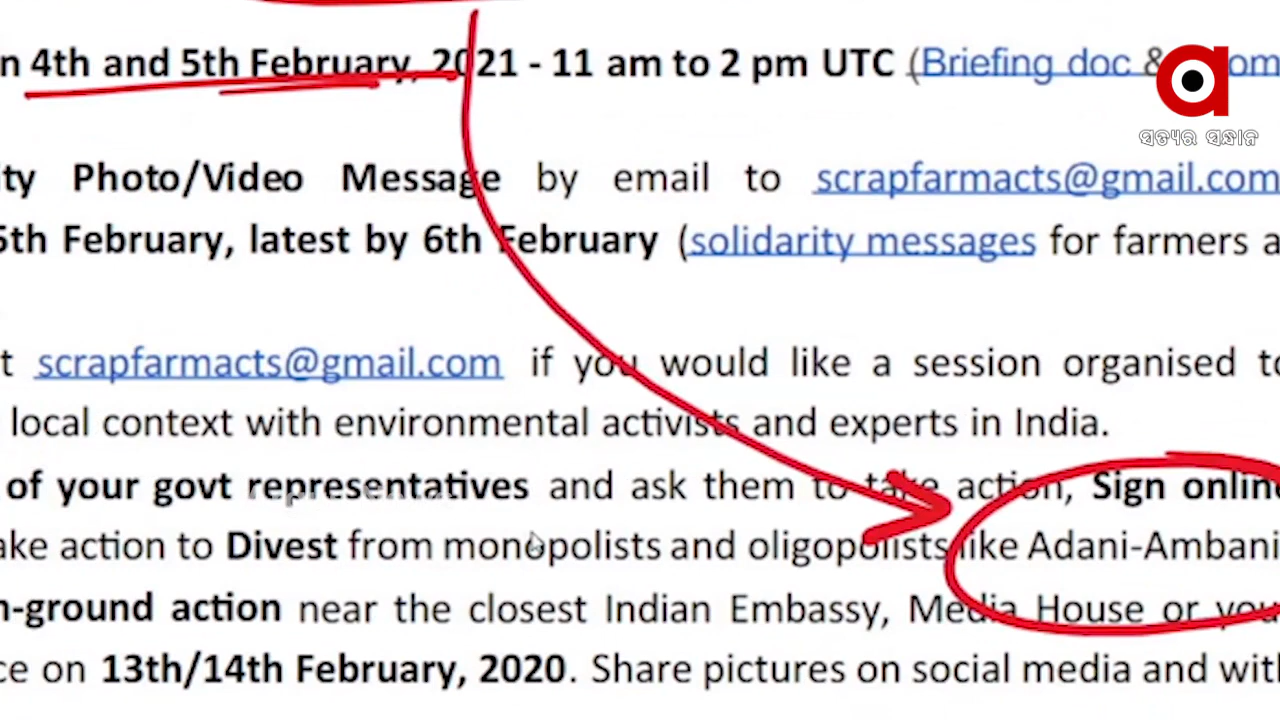 n 4th and 5th February, 2021 - 11 am to 2 pm UTC (Briefing doc &
ସତ୍ୟର ସନ୍ଧାନ
ity Photo/Video Message by email to scrapfarmacts@gmail.com
5th February, latest by 6th February (solidarity messages for farmers a
t scrapfarmacts@gmail.com if you would like a session organised to
local context with environmental activists and experts in India.
of your govt representatives and ask them to take action, Sign online
ake action to Divest from monopolists and oligopolists like Adani-Ambani
n-ground action near the closest Indian Embassy, Media House or you
ce on 13th/14th February, 2020. Share pictures on social media and with